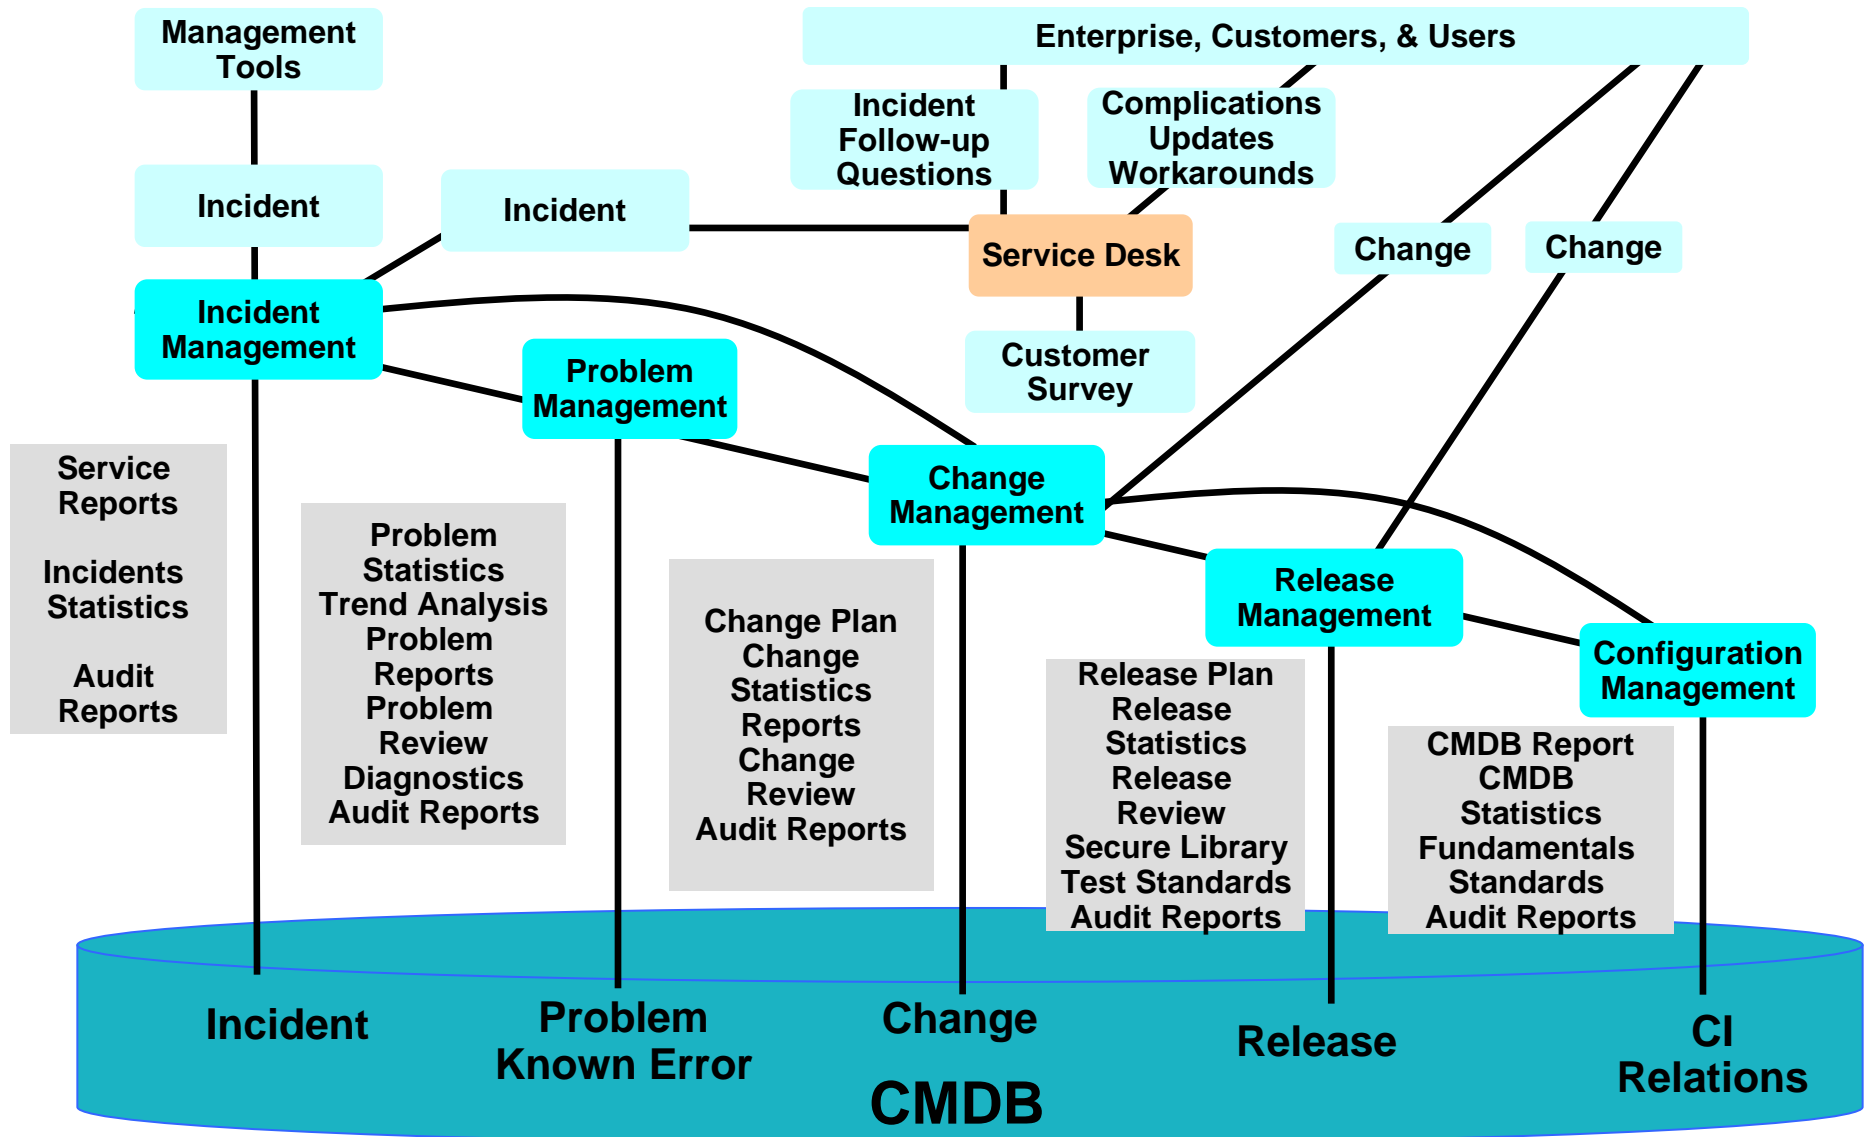 Management
Tools
Enterprise, Customers, & Users
Incident
Follow-up
Questions
Complications
Updates
Workarounds
Incident
Incident
Service Desk
Change
Change
Incident
Management
Customer
Survey
Problem
Management
Change
Management
Release
Management
Configuration
Management
Service
Reports
Incidents
Statistics
Audit
Reports
Problem
Statistics
Trend Analysis
Problem
Reports
Problem
Review
Diagnostics
Audit Reports
Change Plan
Change
Statistics
Reports
Change
Review
Audit Reports
Release Plan
Release
Statistics
Release
Review
Secure Library
Test Standards
Audit Reports
CMDB Report
CMDB
Statistics
Fundamentals
Standards
Audit Reports
Incident
Problem
Known Error
Change
Release
CI
Relations
CMDB